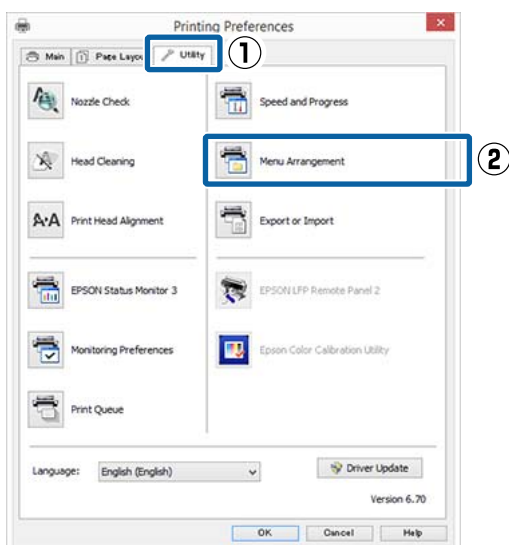 Printing Preferences
Main
Page Layou
Utility
①
Nozzle Check
Speed and Progress
Head Cleaning
Menu Arrangement
②
A·A
Print Head Alignment
Export or Import
EPSON Status Monitor 3
EPSON LFP Remote Panel 2
Monitoring Preferences
Epson Color Calibration Utility
Print Queue
Language:
English (English)
Driver Update
Version 6.70
OK
Cancel
Help